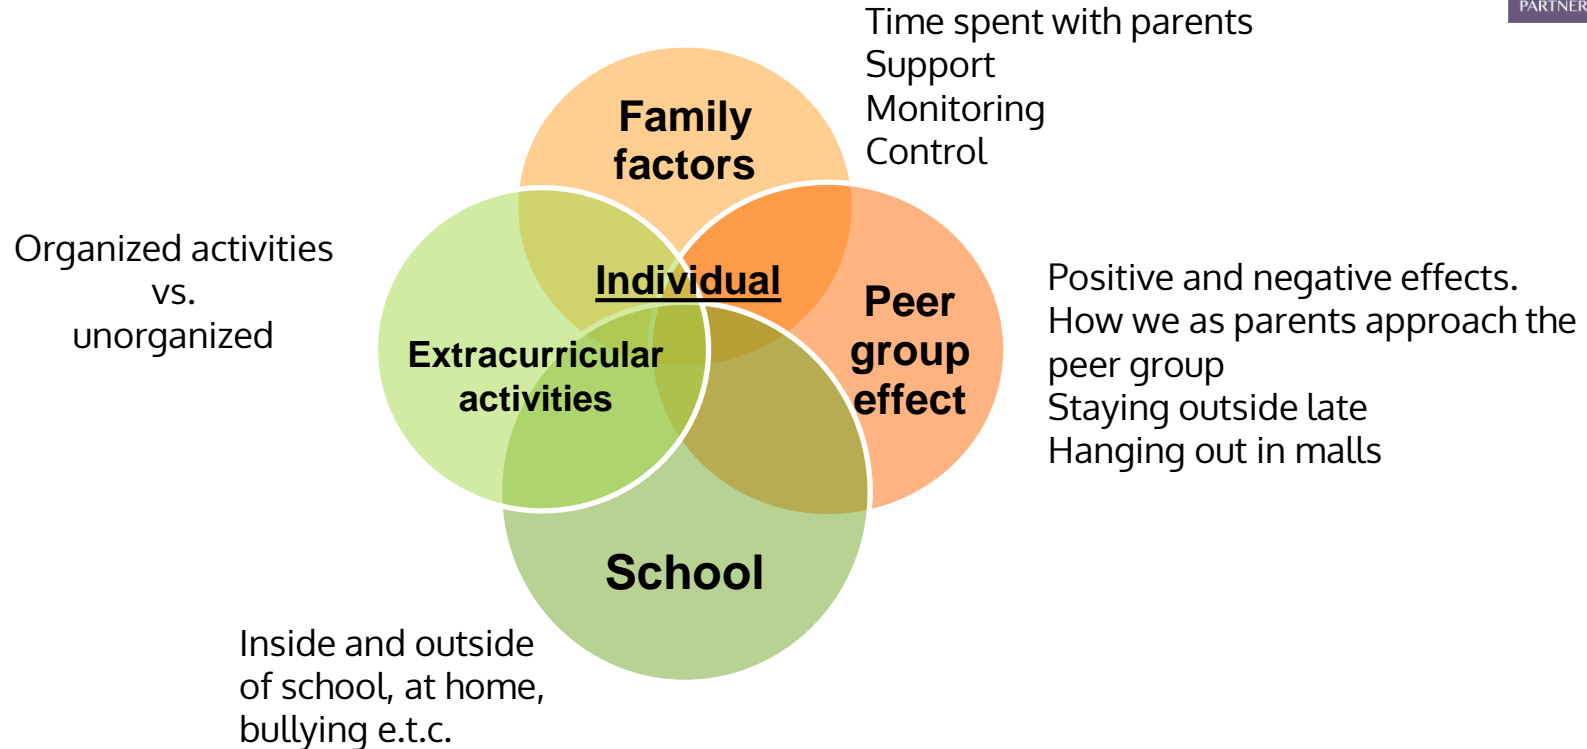 PARTNER
Time spent with parents
Support
Monitoring
Control
Family
factors
Organized activities
vs.
unorganized
Individual
Peer
group
effect
Positive and negative effects.
How we as parents approach the
peer group
Staying outside late
Hanging out in malls
Extracurricular
activities
School
Inside and outside
of school, at home,
bullying e.t.c.